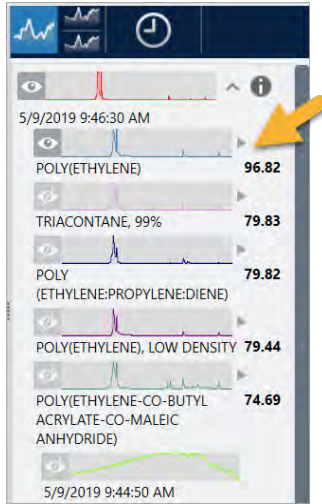 5/9/2019 9:46:30 AM
POLY(ETHYLENE) 96.82
TRIACONTANE, 99% 79.83
POLY 79.82
(ETHYLENE:PROPYLENE:DIENE)
POLY(ETHYLENE), LOW DENSITY 79.44
POLY(ETHYLENE-CO-BUTYL 74.69
ACRYLATE-CO-MALEIC
ANHYDRIDE)
5/9/2019 9:44:50 AM